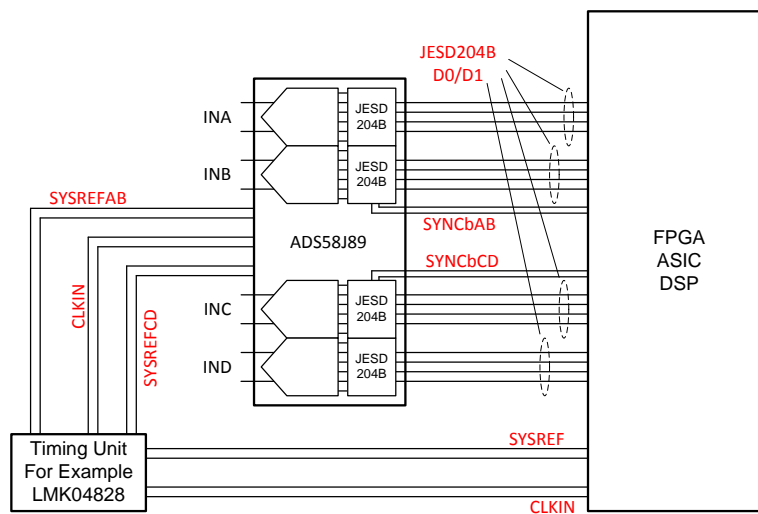 JESD204B
D0/D1
INA
JESD
204B
INB
JESD
204B
SYSREFAB
SYNCbAB
ADS58J89
FPGA
ASIC
DSP
SYNCbCD
CLKIN
SYSREFCD
INC
JESD
204B
IND
JESD
204B
Timing Unit
For Example
LMK04828
SYSREF
CLKIN